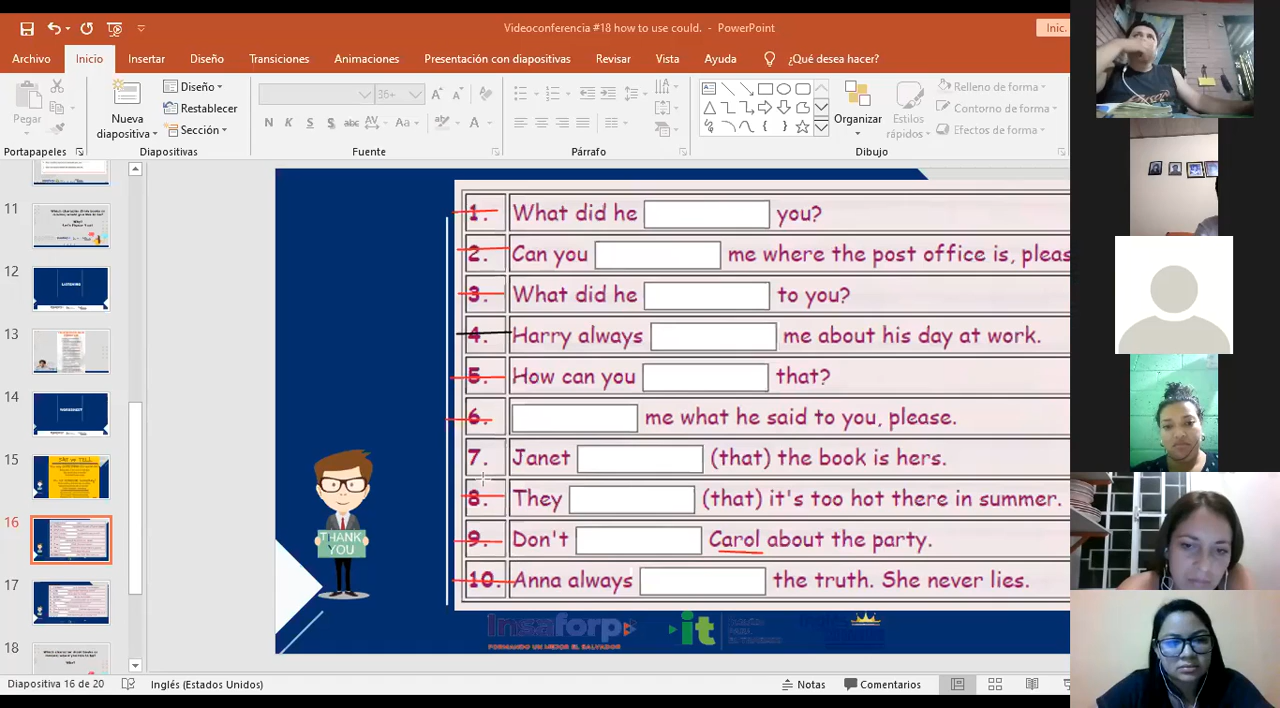 Videoconferencia #18 how to use could. - PowerPoint
Inic.
Archivo Inicio Insertar Diseño Transiciones Animaciones Presentación con diapositivas Revisar Vista Ayuda ¿Qué desea hacer?
Pegar
Nueva diapositiva
Diseño
Restablecer
Sección
36+
N K S S abc AV Aa A
Organizar
Estilos rápidos
Relleno de forma
Contorno de forma
Efectos de forma
Portapapeles Diapositivas Fuente Párrafo Dibujo
11
12
13
14
15
16
17
18
1. What did he you?
2. Can you me where the post office is, pleas
3. What did he to you?
4. Harry always me about his day at work.
5. How can you that?
6. me what he said to you, please.
7. Janet (that) the book is hers.
8. They (that) it's too hot there in summer.
9. Don't Carol about the party.
10. Anna always the truth. She never lies.
THANK YOU
insaforp
FORMANDO UN MEJOR EL SALVADOR
it
Diapositiva 16 de 20 Inglés (Estados Unidos) Notas Comentarios